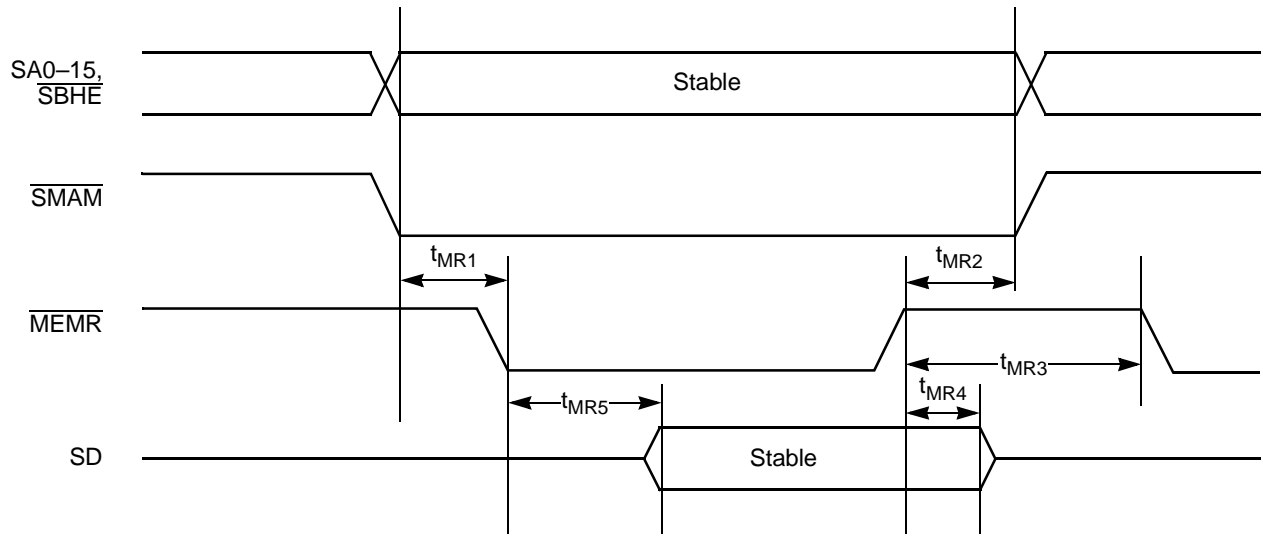 SA0–15,
SBHE
Stable
SMAM
tMR1
tMR2
MEMR
tMR3
tMR4
tMR5
SD
Stable